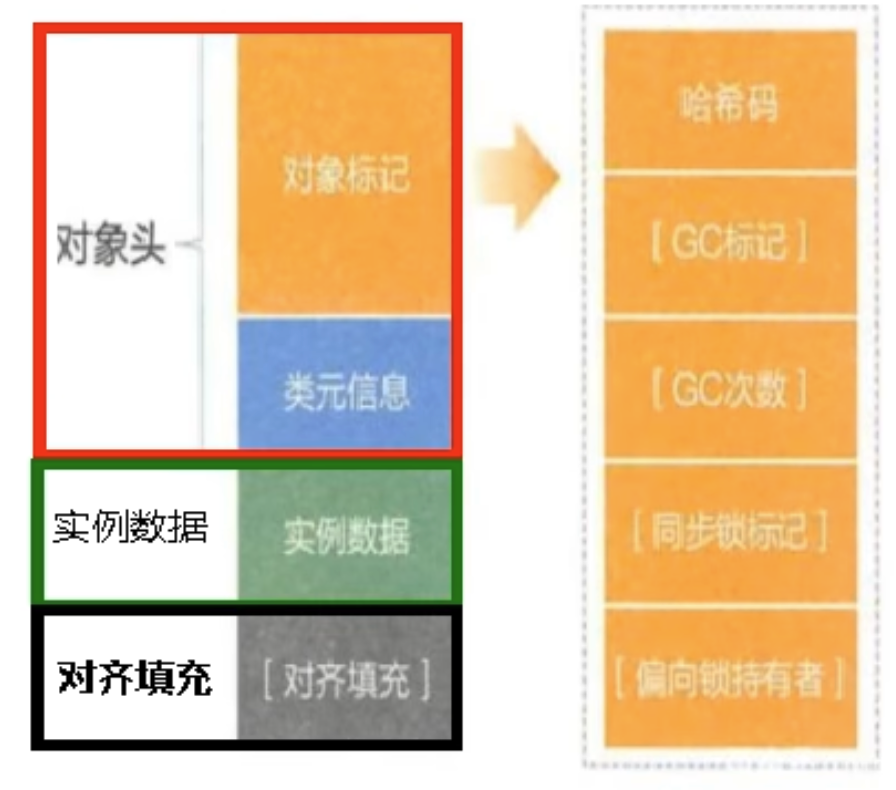 对象头
对象标记
类元信息
实例数据
实例数据
对齐填充
[ 对齐填充 ]
哈希码
[ GC标记 ]
[ GC次数 ]
[ 同步锁标记 ]
[ 偏向锁持有者 ]